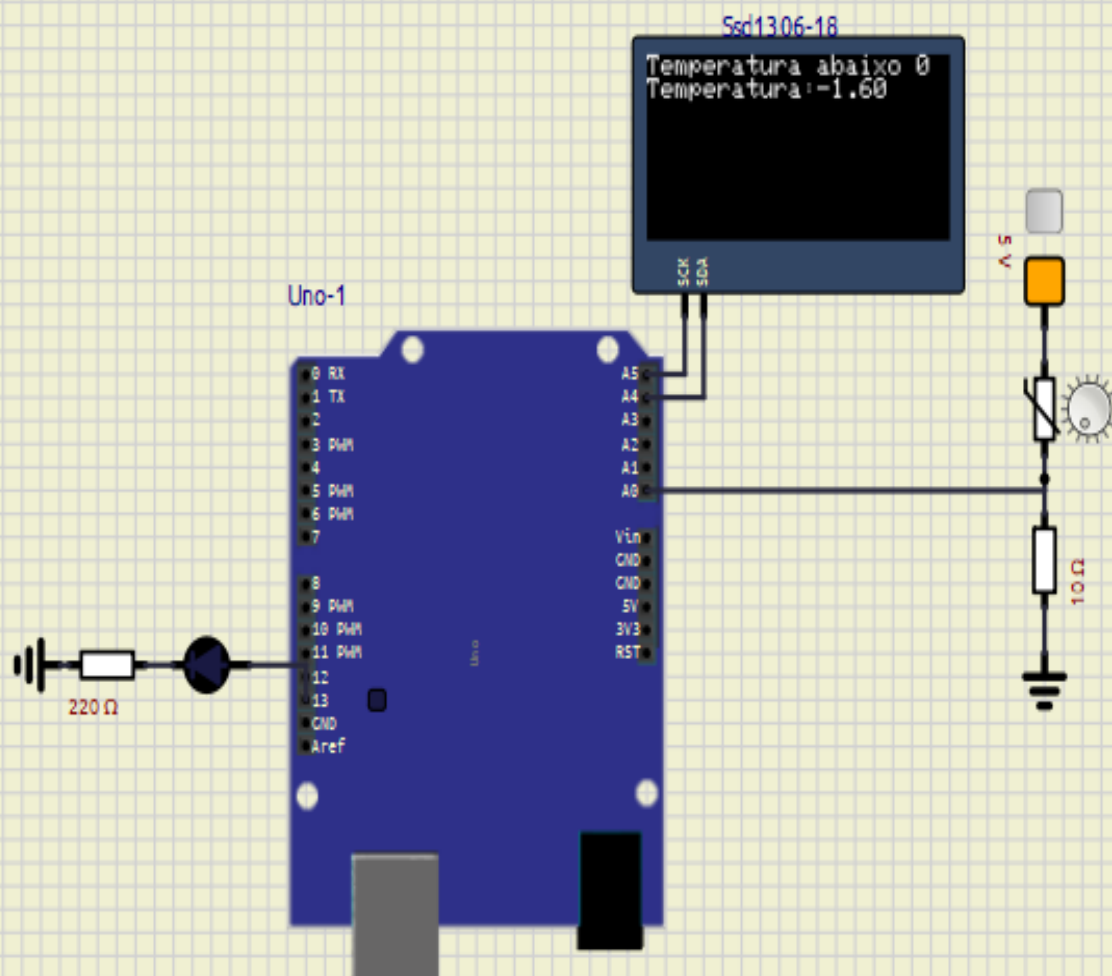 Ssd1306-18
Temperatura abaixo 0
Temperatura:-1.60
SCK
SDA
5 V
Uno-1
0 RX
1 TX
2
3 PWM
4
5 PWM
6 PWM
7
8
9 PWM
10 PWM
11 PWM
12
13
GND
Aref
A5
A4
A3
A2
A1
A0
Vin
GND
GND
5V
3V3
RST
Uno
220 Ω
10 Ω